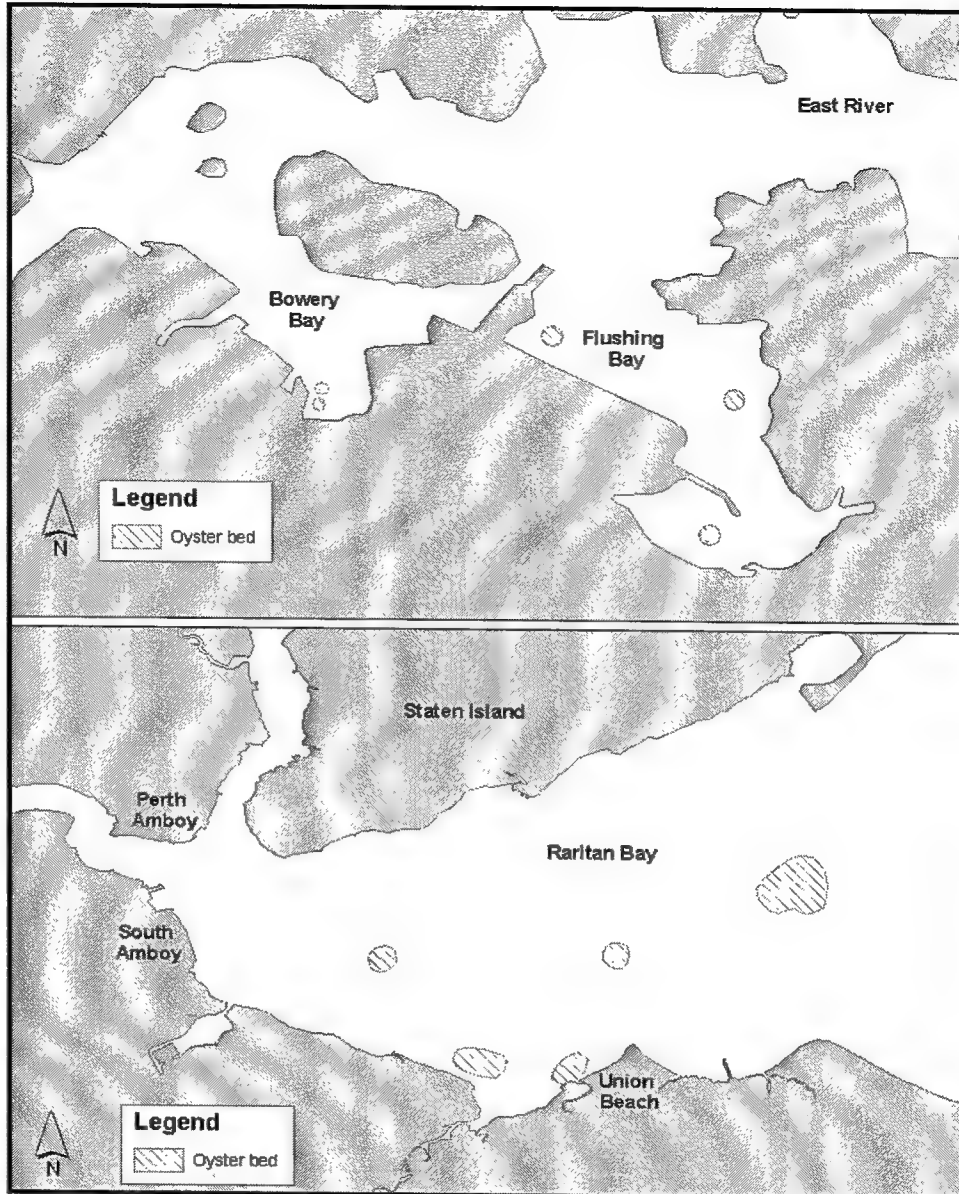 East River
Bowery
Bay
Flushing
Bay
Legend
Oyster bed
N
Staten Island
Perth
Amboy
Raritan Bay
South
Amboy
Union
Beach
Legend
Oyster bed
N